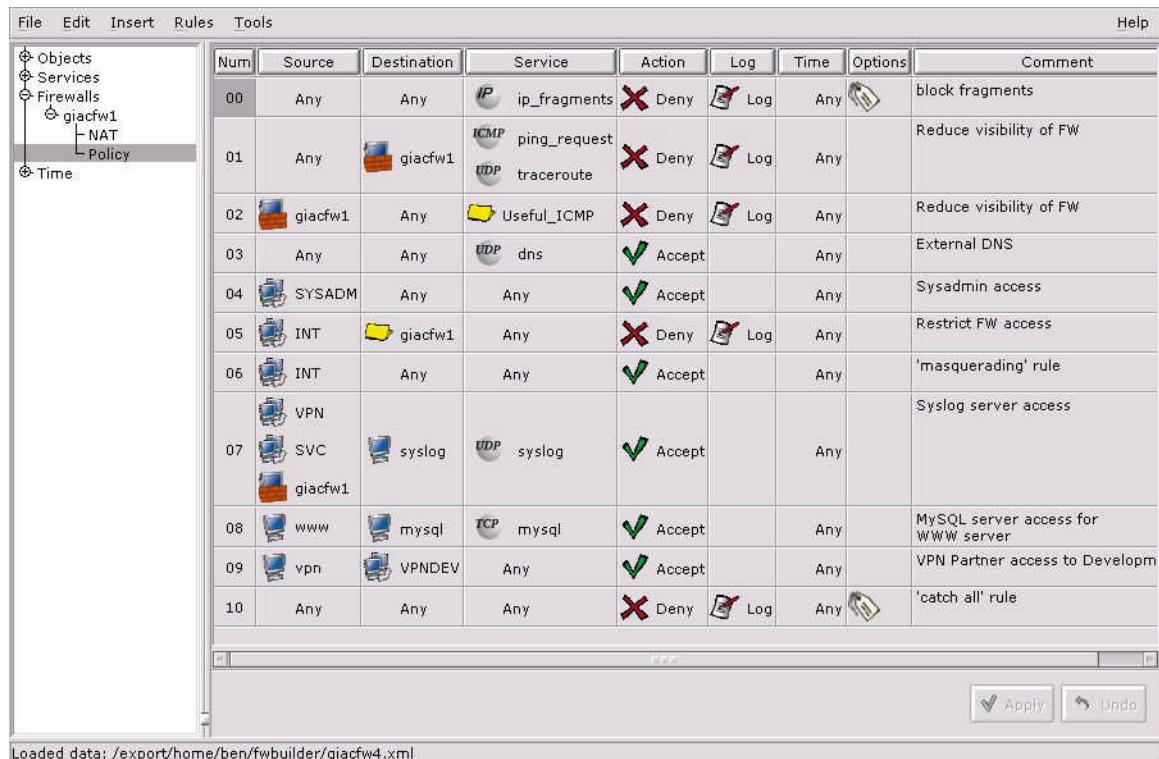 File Edit Insert Rules Tools Help
Objects
Services
Firewalls
giacfw1
NAT
Policy
Time
Num Source Destination Service Action Log Time Options Comment
00 Any Any IP ip_fragments Deny Log Any block fragments
01 Any giacfw1 ICMP ping_request UDP traceroute Deny Log Any Reduce visibility of FW
02 giacfw1 Any Useful_ICMP Deny Log Any Reduce visibility of FW
03 Any Any UDP dns Accept Any External DNS
04 SYSADM Any Any Accept Any Sysadmin access
05 INT giacfw1 Any Deny Log Any Restrict FW access
06 INT Any Any Accept Any 'masquerading' rule
07 VPN SVC giacfw1 syslog UDP syslog Accept Any Syslog server access
08 www mysql TCP mysql Accept Any MySQL server access for
WWW server
09 vpn VPNDEV Any Accept Any VPN Partner access to Developm
10 Any Any Any Deny Log Any 'catch all' rule
Apply Undo
Loaded data: /export/home/ben/fwbuilder/giacfw4.xml